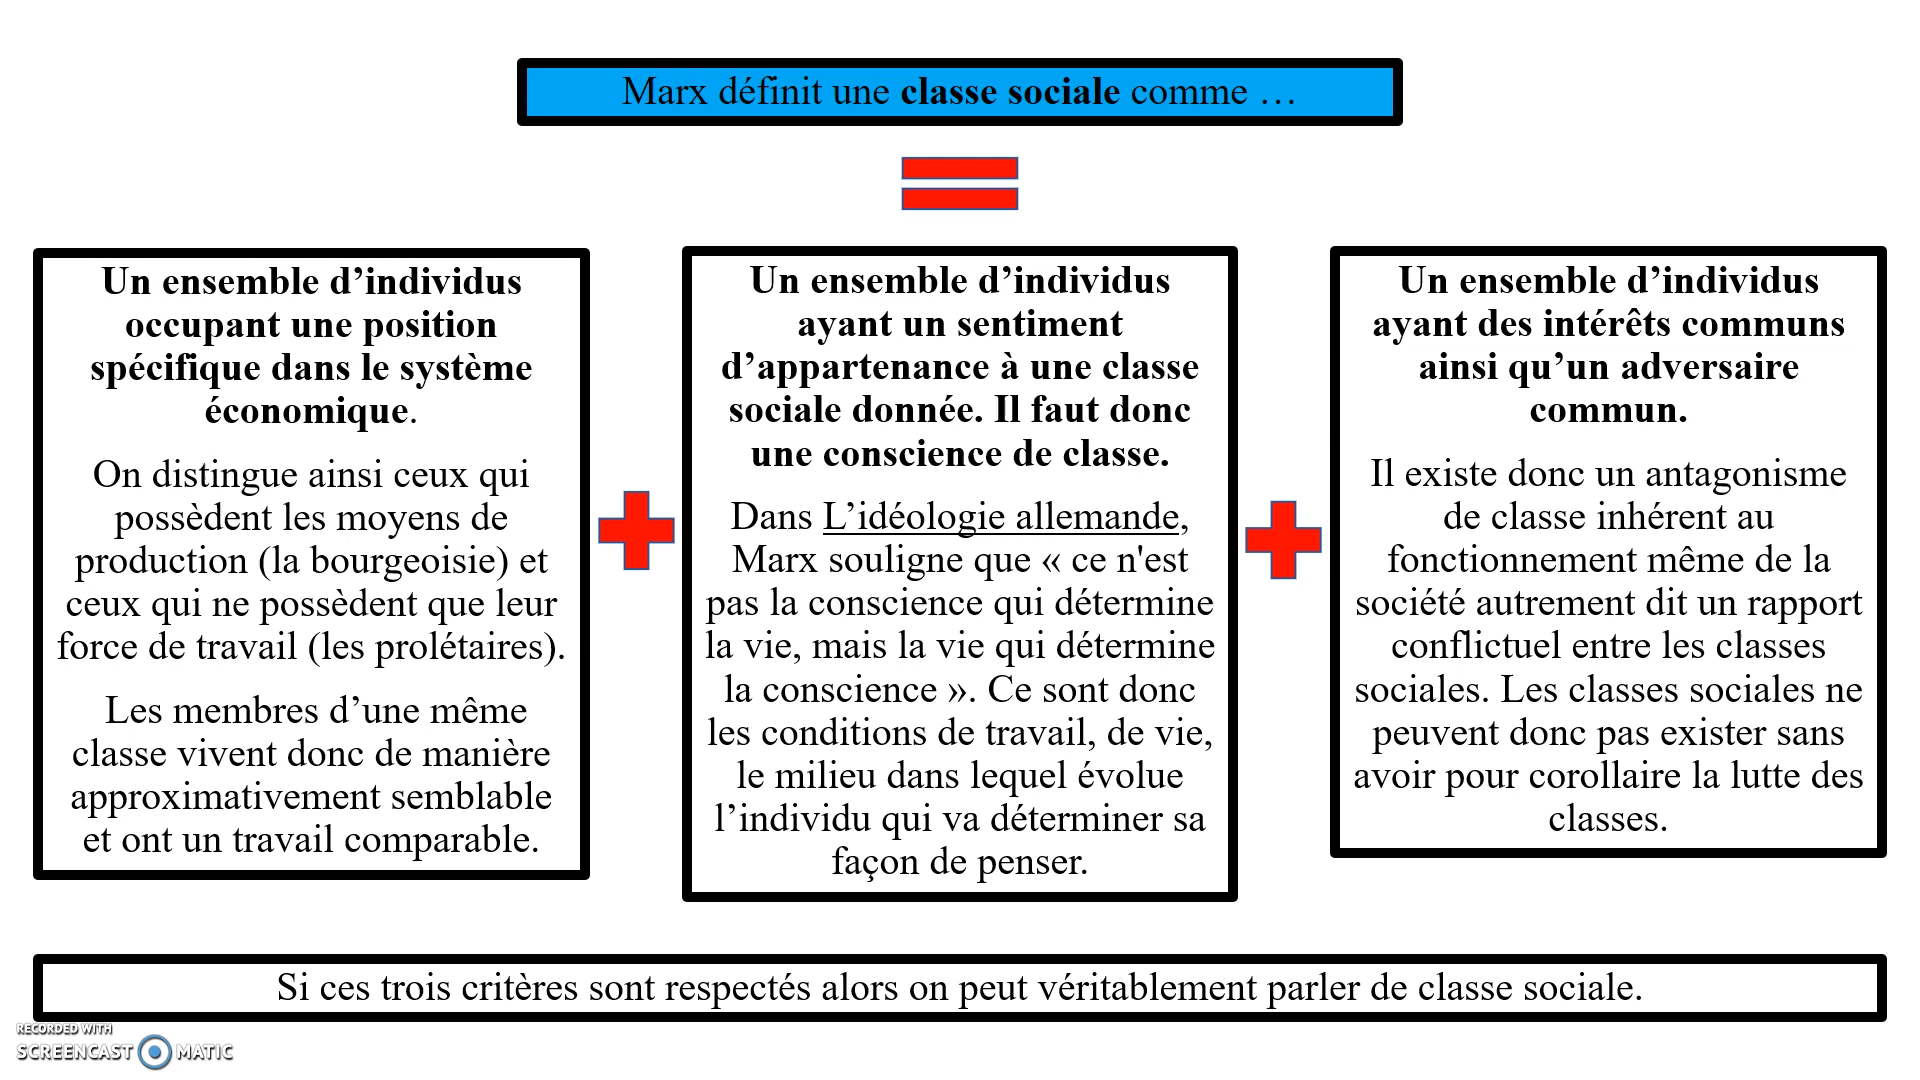 Marx définit une classe sociale comme …
Un ensemble d’individus
occupant une position
spécifique dans le système
économique.
On distingue ainsi ceux qui
possèdent les moyens de
production (la bourgeoisie) et
ceux qui ne possèdent que leur
force de travail (les prolétaires).
Les membres d’une même
classe vivent donc de manière
approximativement semblable
et ont un travail comparable.
Un ensemble d’individus
ayant un sentiment
d’appartenance à une classe
sociale donnée. Il faut donc
une conscience de classe.
Dans L’idéologie allemande,
Marx souligne que « ce n'est
pas la conscience qui détermine
la vie, mais la vie qui détermine
la conscience ». Ce sont donc
les conditions de travail, de vie,
le milieu dans lequel évolue
l’individu qui va déterminer sa
façon de penser.
Un ensemble d’individus
ayant des intérêts communs
ainsi qu’un adversaire
commun.
Il existe donc un antagonisme
de classe inhérent au
fonctionnement même de la
société autrement dit un rapport
conflictuel entre les classes
sociales. Les classes sociales ne
peuvent donc pas exister sans
avoir pour corollaire la lutte des
classes.
Si ces trois critères sont respectés alors on peut véritablement parler de classe sociale.
RECORDED WITH
SCREENCAST MATIC